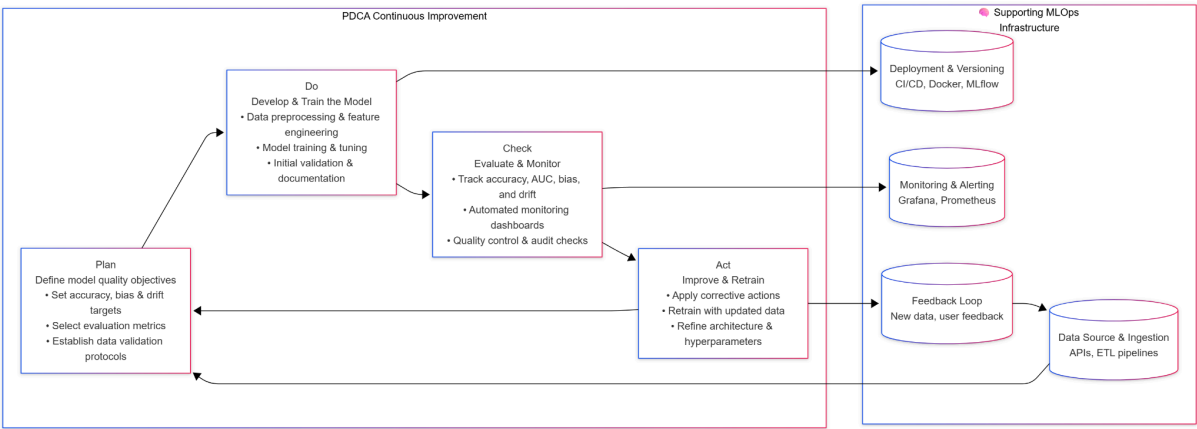 PDCA Continuous Improvement
Do
Develop & Train the Model
• Data preprocessing & feature
engineering
• Model training & tuning
• Initial validation &
documentation
Check
Evaluate & Monitor
• Track accuracy, AUC, bias,
and drift
• Automated monitoring
dashboards
• Quality control & audit checks
Plan
Define model quality objectives
• Set accuracy, bias & drift
targets
• Select evaluation metrics
• Establish data validation
protocols
Act
Improve & Retrain
• Apply corrective actions
• Retrain with updated data
• Refine architecture &
hyperparameters
🧠 Supporting MLOps
Infrastructure
Deployment & Versioning
CI/CD, Docker, MLflow
Monitoring & Alerting
Grafana, Prometheus
Feedback Loop
New data, user feedback
Data Source & Ingestion
APIs, ETL pipelines